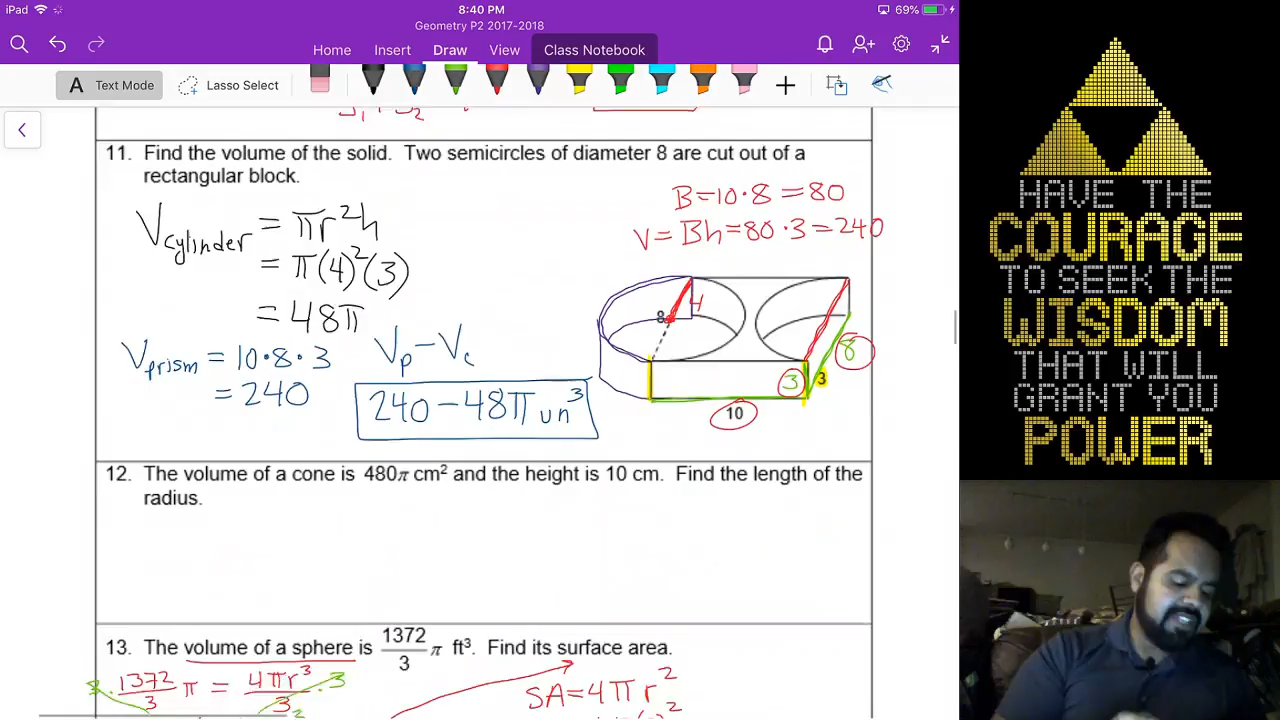 iPad 8:40 PM 69%
Geometry P2 2017-2018
Home Insert Draw View Class Notebook
A Text Mode Lasso Select
11. Find the volume of the solid. Two semicircles of diameter 8 are cut out of a
rectangular block.
B=10·8=80
V=Bh=80·3=240
Vcylinder = πr²h
= π(4)²(3)
= 48π
Vprism = 10·8·3
= 240
Vp-Vc
240-48π un³
4
8
8
3
3
10
12. The volume of a cone is 480π cm² and the height is 10 cm. Find the length of the
radius.
13. The volume of a sphere is 1372/3 π ft³. Find its surface area.
3· 1372/3 π = 4πr³/3 ·3
SA=4πr²
HAVE THE
COURAGE
TO SEEK THE
WISDOM
THAT WILL
GRANT YOU
POWER